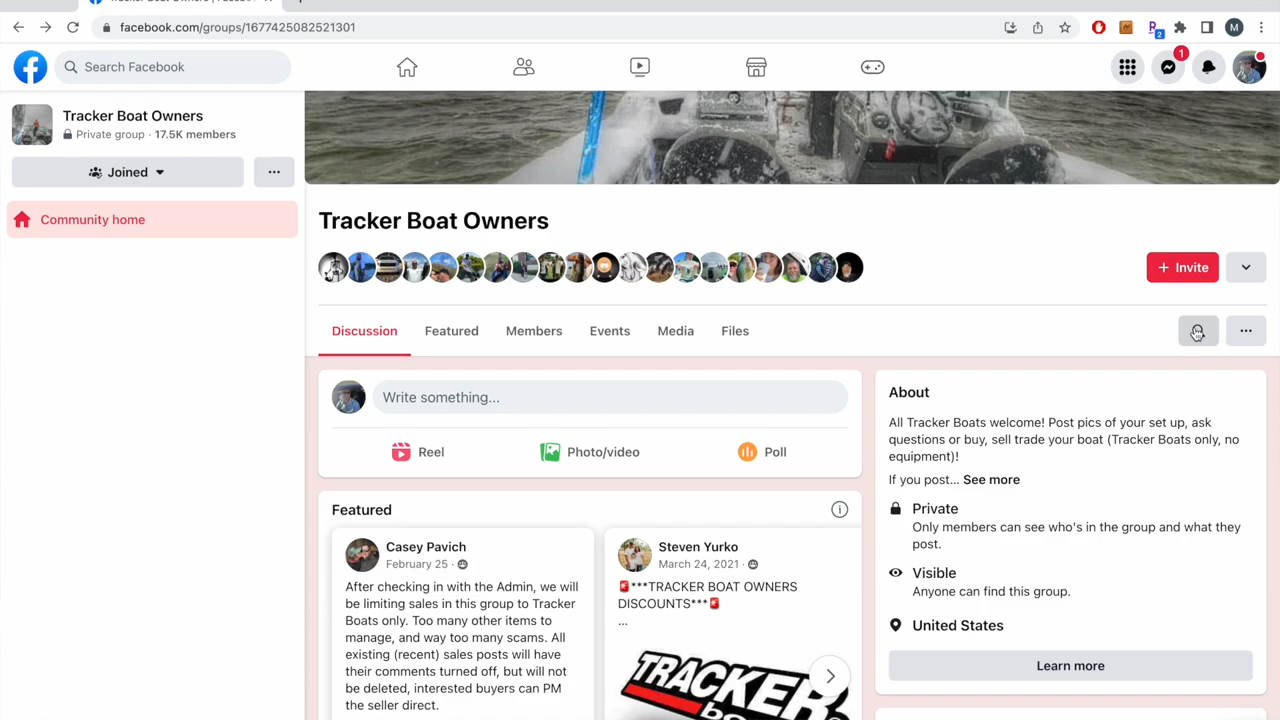 facebook.com/groups/1677425082521301
2
M
Search Facebook
1
Tracker Boat Owners
Private group · 17.5K members
Joined
Community home
Tracker Boat Owners
+ Invite
Discussion
Featured
Members
Events
Media
Files
Write something...
Reel
Photo/video
Poll
Featured
Casey Pavich
February 25 ·
After checking in with the Admin, we will
be limiting sales in this group to Tracker
Boats only. Too many other items to
manage, and way too many scams. All
existing (recent) sales posts will have
their comments turned off, but will not
be deleted, interested buyers can PM
the seller direct.
Steven Yurko
March 24, 2021 ·
🚨***TRACKER BOAT OWNERS
DISCOUNTS***🚨
...
TRACKER
About
All Tracker Boats welcome! Post pics of your set up, ask
questions or buy, sell trade your boat (Tracker Boats only, no
equipment)!
If you post... See more
Private
Only members can see who's in the group and what they
post.
Visible
Anyone can find this group.
United States
Learn more